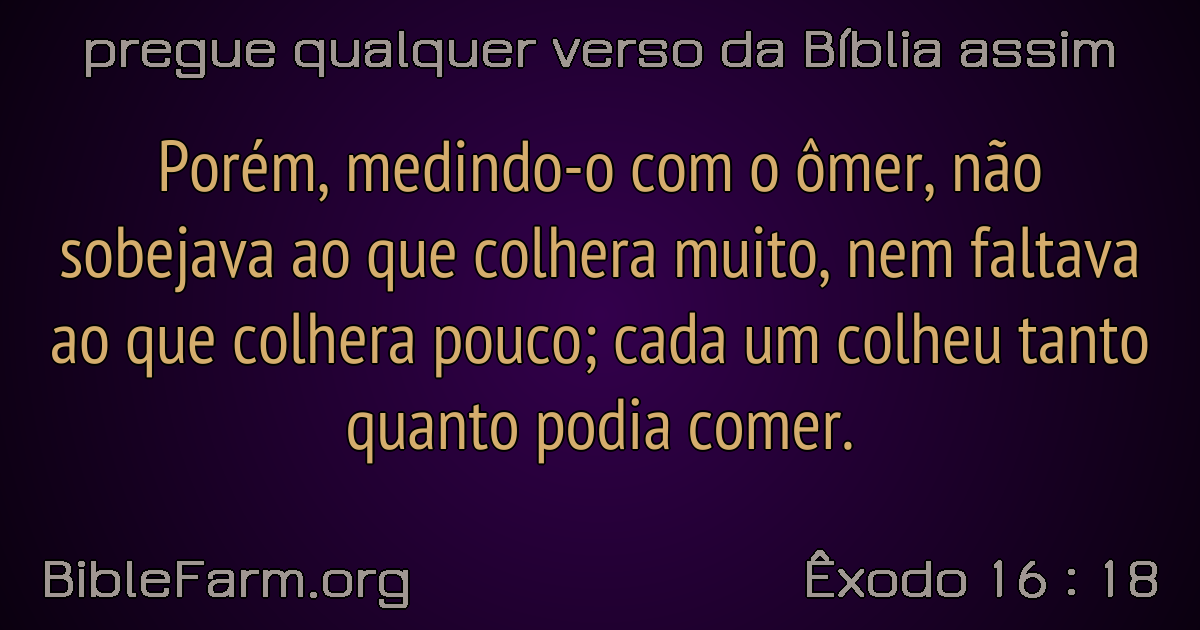 pregue qualquer verso da Bíblia assim
Porém, medindo-o com o ômer, não
sobejava ao que colhera muito, nem faltava
ao que colhera pouco; cada um colheu tanto
quanto podia comer.
BibleFarm.org
Êxodo 16 : 18